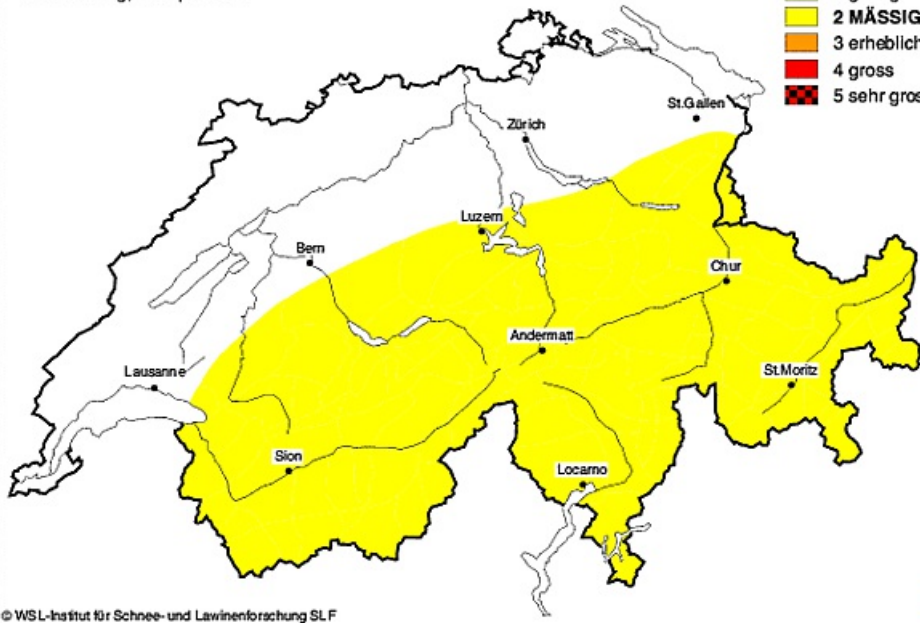 2 MÄSSIG
3 erheblich
4 gross
5 sehr gros
St.Gallen
Zürich
Luzern
Bern
Chur
Andermatt
Lausanne
St.Moritz
Sion
Locarno
© WSL-Institut für Schnee- und Lawinenforschung SLF